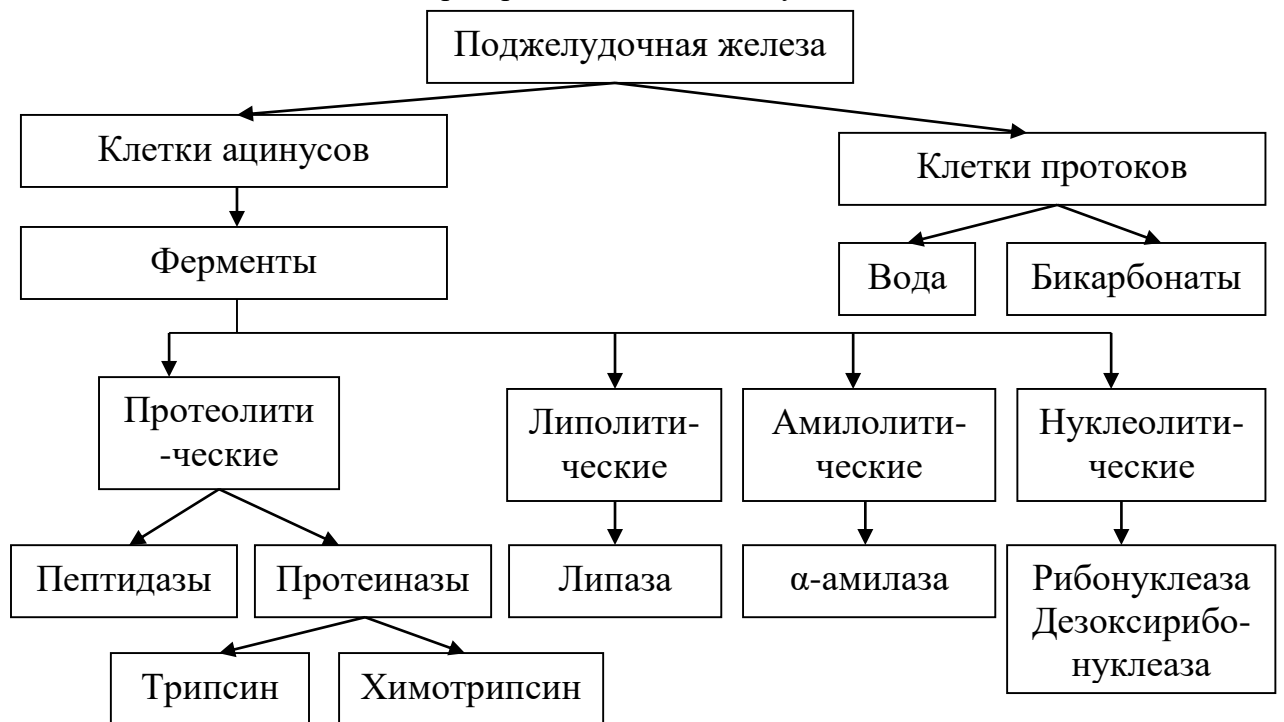 Поджелудочная железа
Клетки ацинусов
Клетки протоков
Ферменты
Вода
Бикарбонаты
Протеолити
-ческие
Липолити-
ческие
Амилолити-
ческие
Нуклеолити-
ческие
Пептидазы
Протеиназы
Липаза
α-амилаза
Рибонуклеаза
Дезоксирибо-
нуклеаза
Трипсин
Химотрипсин